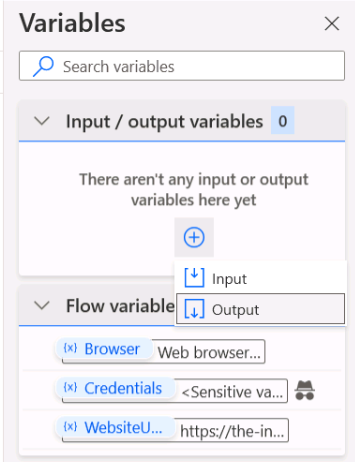 Variables
Search variables
Input / output variables 0
There aren't any input or output
variables here yet
Input
Output
Flow variable
{x} Browser Web browser...
{x} Credentials <Sensitive va...
{x} WebsiteU... https://the-in...